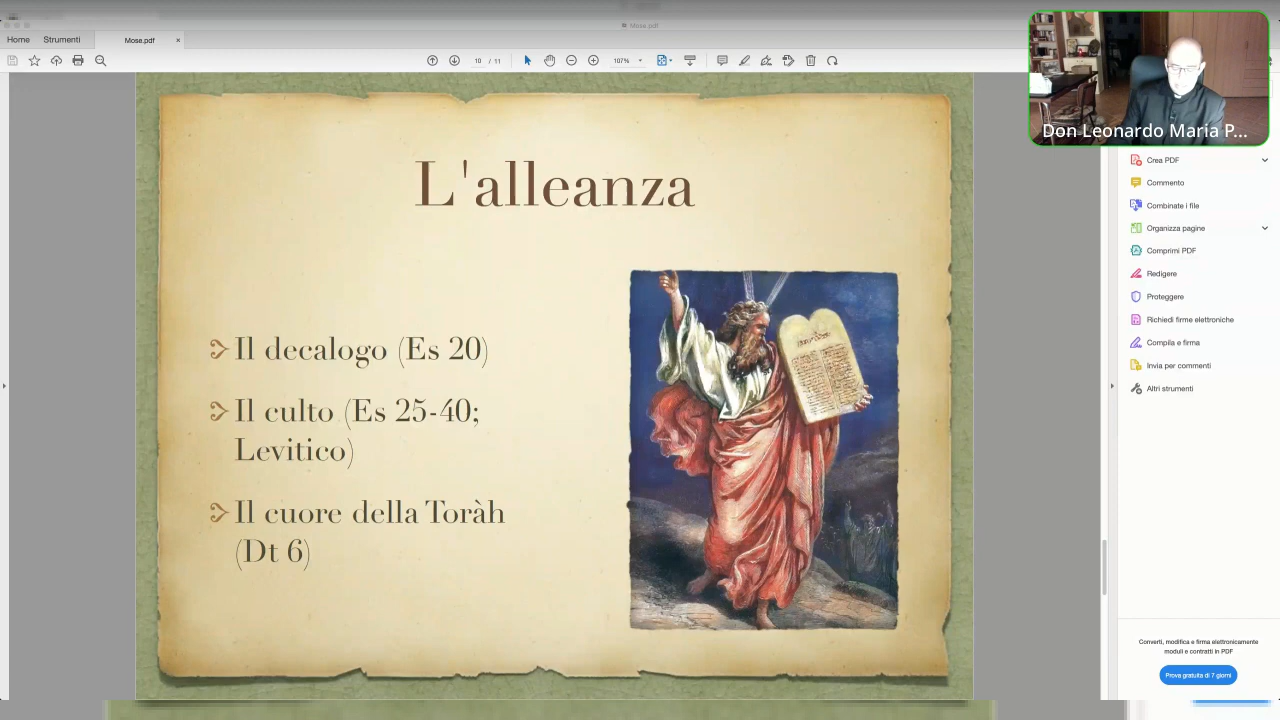 Mose.pdf
Home Strumenti Mose.pdf ×
10 / 11 107%
Don Leonardo Maria P...
L'alleanza
Il decalogo (Es 20)
Il culto (Es 25-40;
Levitico)
Il cuore della Toràh
(Dt 6)
Crea PDF
Commento
Combinate i file
Organizza pagine
Comprimi PDF
Redigere
Proteggere
Richiedi firme elettroniche
Compila e firma
Invia per commenti
Altri strumenti
Converti, modifica e firma elettronicamente
moduli e contratti in PDF
Prova gratuita di 7 giorni